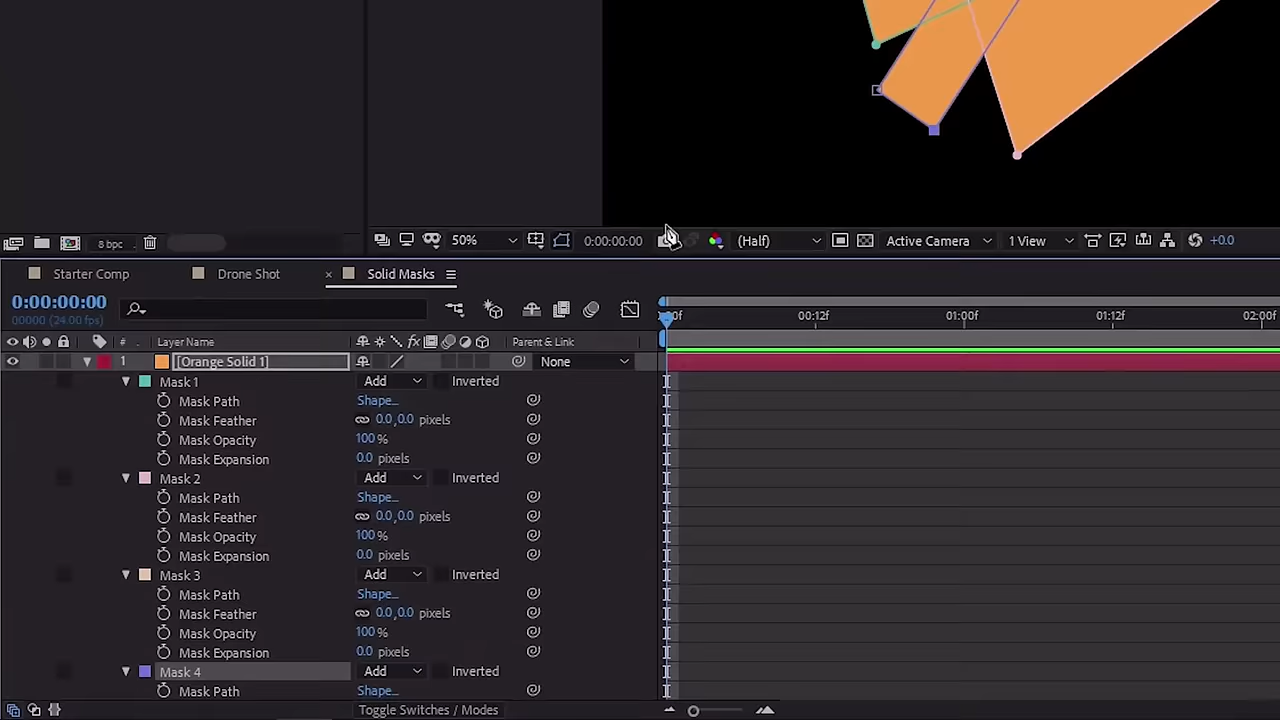 8 bpc
50%
0:00:00:00
(Half)
Active Camera
1 View
+0.0
Starter Comp
Drone Shot
× Solid Masks
0:00:00:00
00000 (24.00 fps)
00:12f 01:00f 01:12f 02:00f
# Layer Name fx Parent & Link
1 [Orange Solid 1] None
Mask 1 Add Inverted
Mask Path Shape...
Mask Feather 0.0,0.0 pixels
Mask Opacity 100 %
Mask Expansion 0.0 pixels
Mask 2 Add Inverted
Mask Path Shape...
Mask Feather 0.0,0.0 pixels
Mask Opacity 100 %
Mask Expansion 0.0 pixels
Mask 3 Add Inverted
Mask Path Shape...
Mask Feather 0.0,0.0 pixels
Mask Opacity 100 %
Mask Expansion 0.0 pixels
Mask 4 Add Inverted
Mask Path Shape...
Toggle Switches / Modes